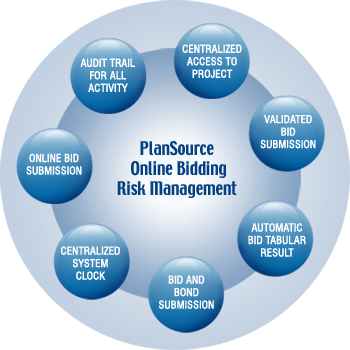 PlanSource
Online Bidding
Risk Management
CENTRALIZED
ACCESS TO
PROJECT
VALIDATED
BID
SUBMISSION
AUTOMATIC
BID TABULAR
RESULT
BID AND
BOND
SUBMISSION
CENTRALIZED
SYSTEM
CLOCK
ONLINE BID
SUBMISSION
AUDIT TRAIL
FOR ALL
ACTIVITY